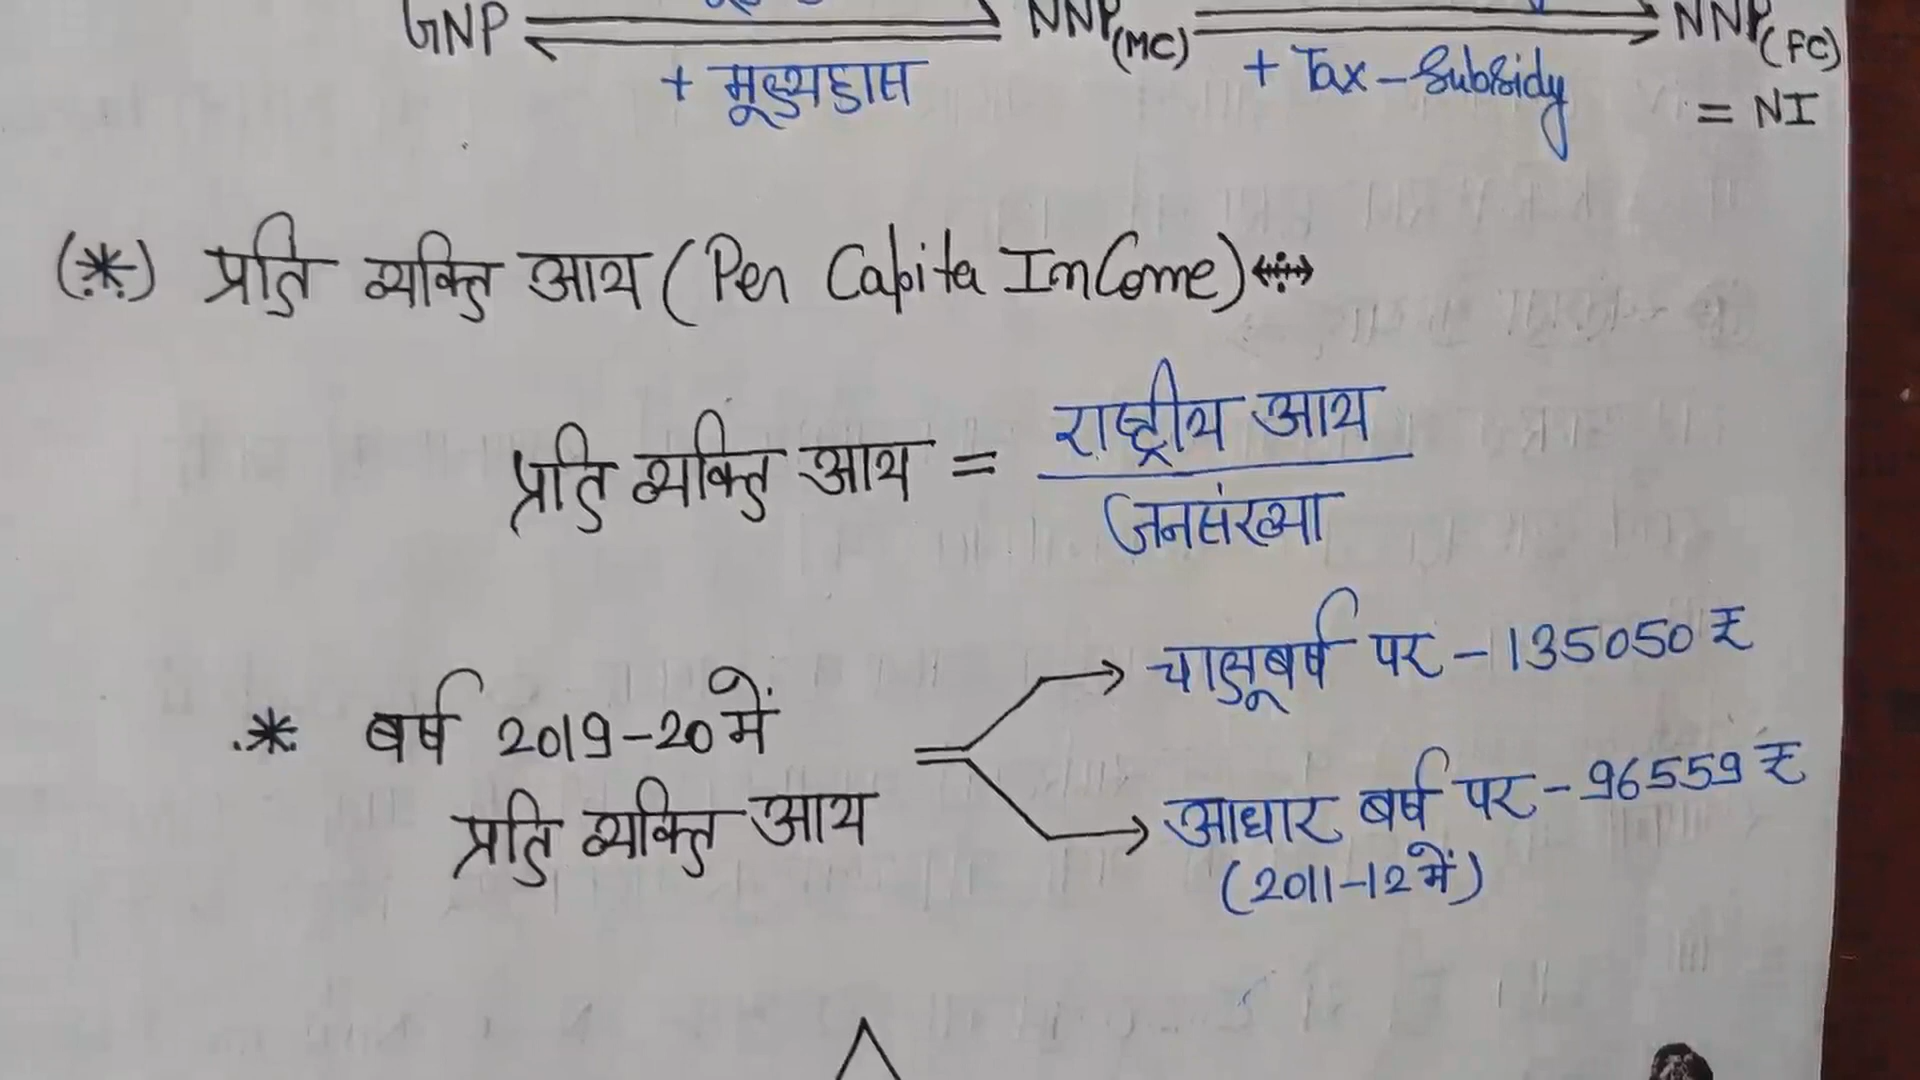 GNP NNP(MC) NNP(FC)
+ मूल्यह्रास + Tax - Subsidy
= NI
(*) प्रति व्यक्ति आय (Per Capita InCome)
प्रति व्यक्ति आय = राष्ट्रीय आय
जनसंख्या
चालू बर्ष पर - 135050 ₹
* बर्ष 2019-20 में
आधार बर्ष पर - 96559 ₹
प्रति व्यक्ति आय
(2011-12 में)